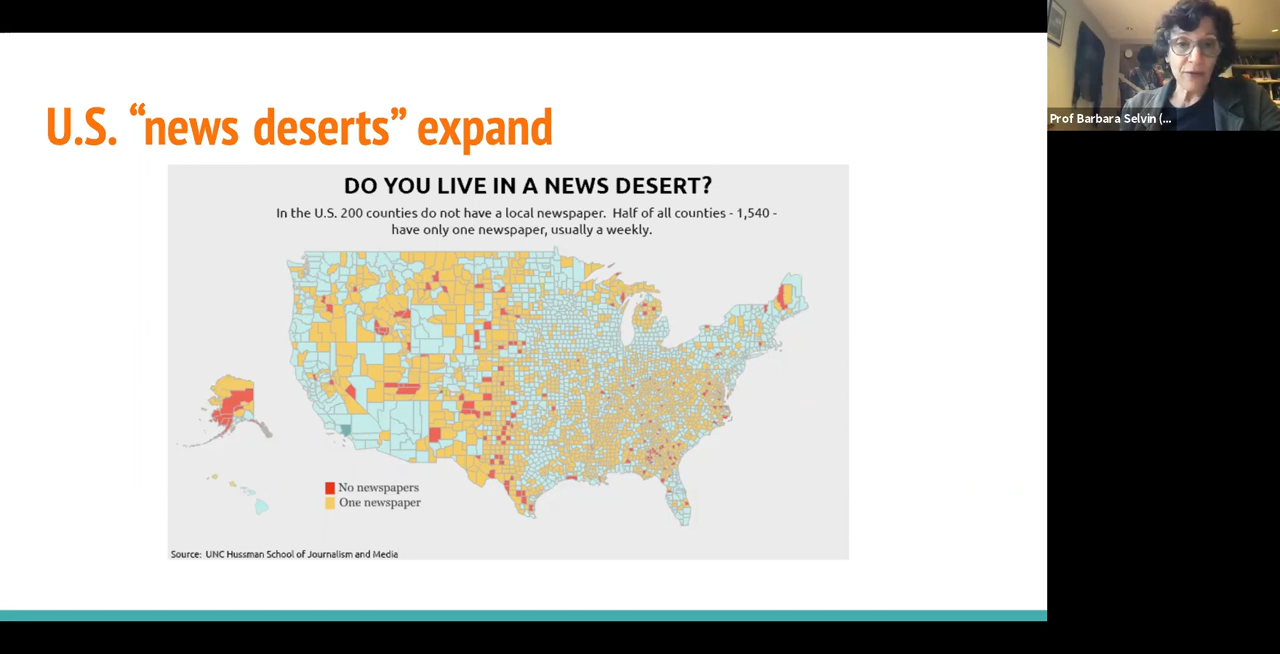 U.S. “news deserts” expand
DO YOU LIVE IN A NEWS DESERT?
In the U.S. 200 counties do not have a local newspaper.  Half of all counties - 1,540 -
have only one newspaper, usually a weekly.
No newspapers
One newspaper
Source:  UNC Hussman School of Journalism and Media
Prof Barbara Selvin (...